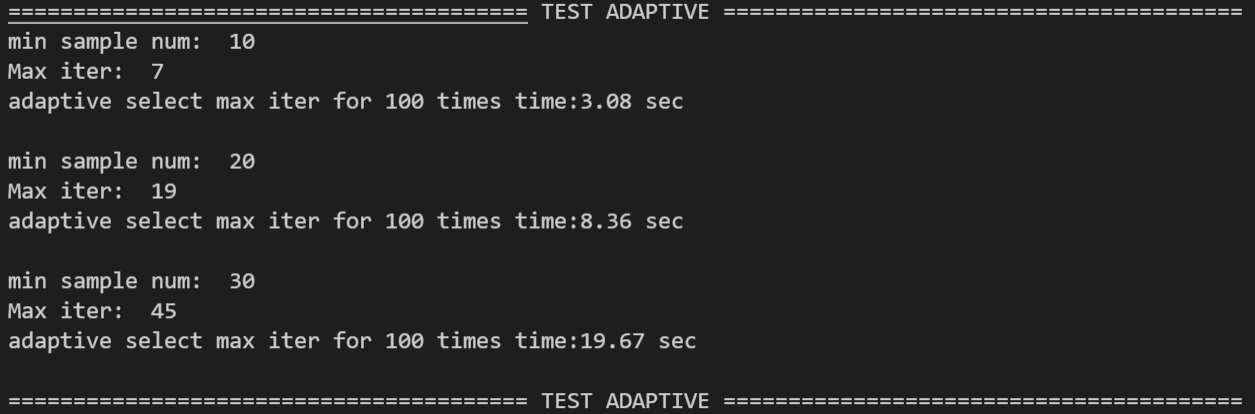 ======================================== TEST ADAPTIVE ========================================
min sample num:  10
Max iter:  7
adaptive select max iter for 100 times time:3.08 sec
min sample num:  20
Max iter:  19
adaptive select max iter for 100 times time:8.36 sec
min sample num:  30
Max iter:  45
adaptive select max iter for 100 times time:19.67 sec
======================================== TEST ADAPTIVE ========================================